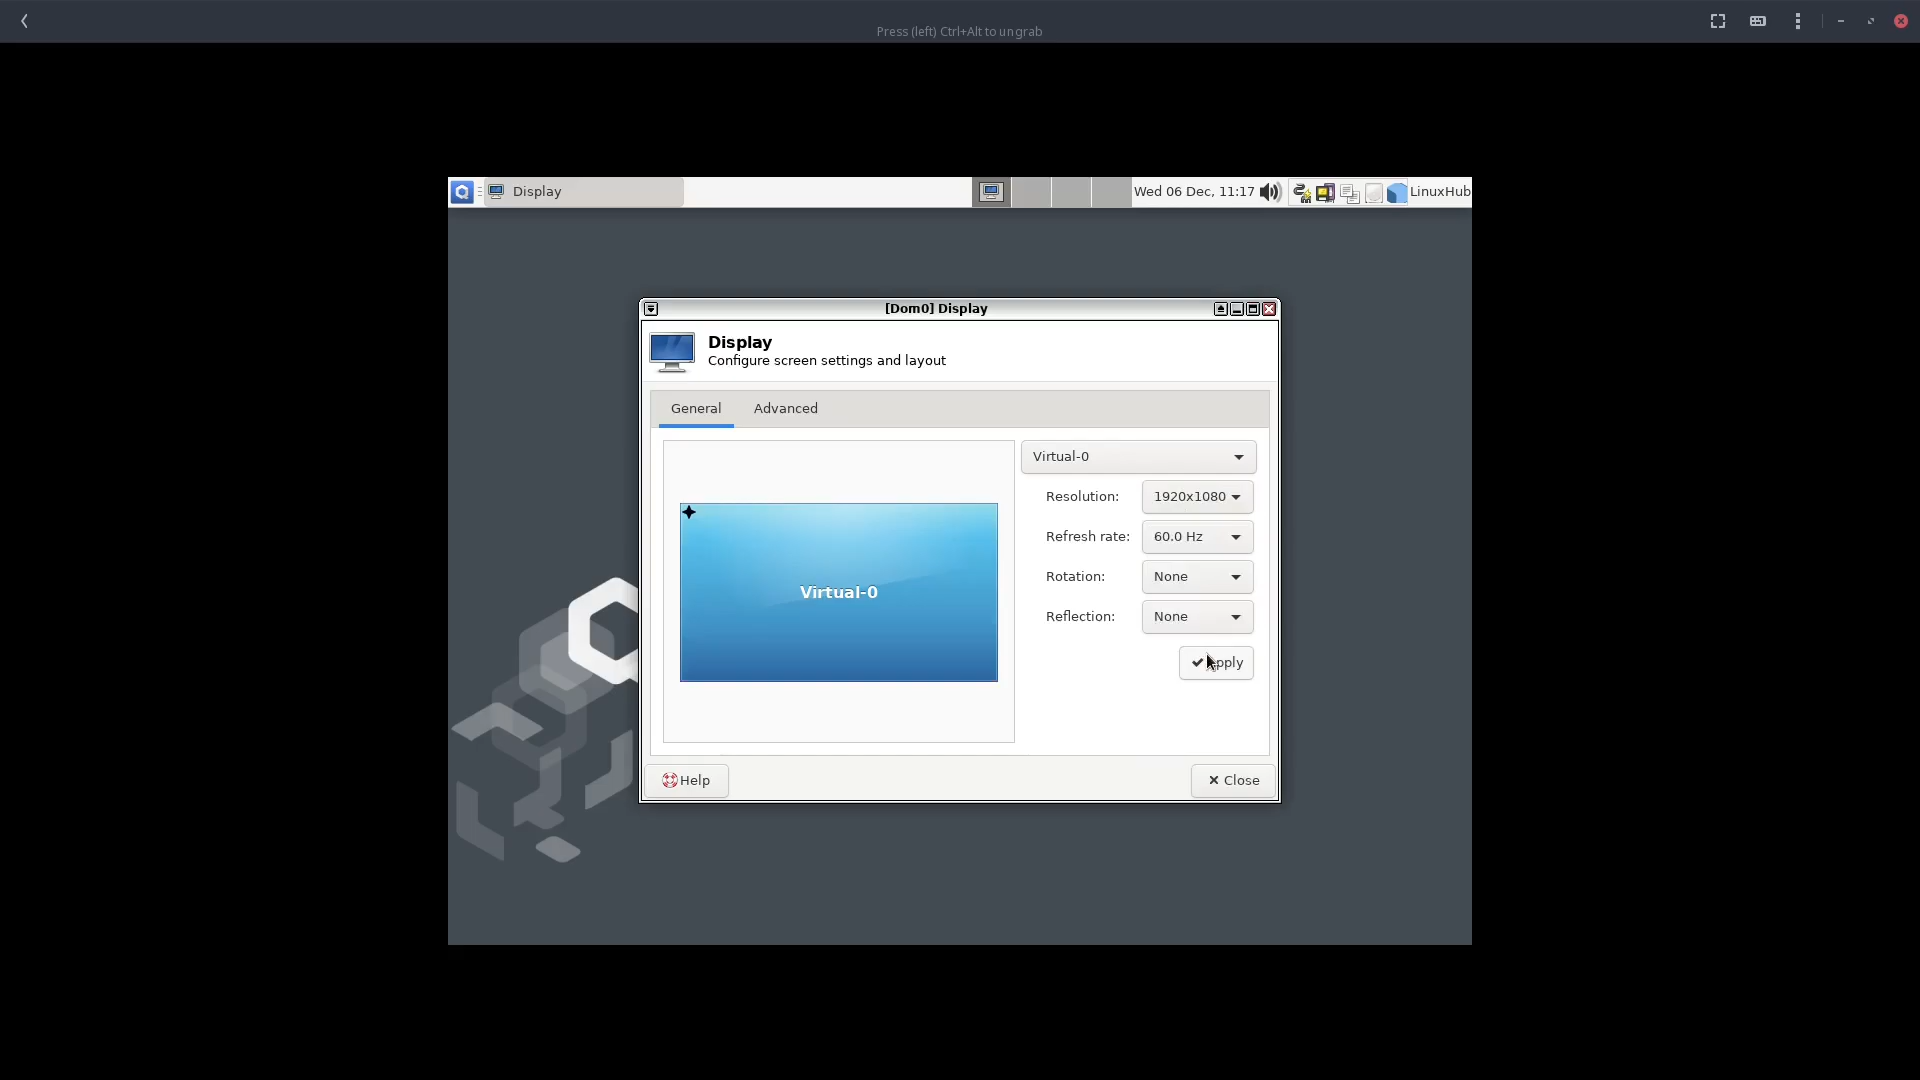 Press (left) Ctrl+Alt to ungrab
Display
Wed 06 Dec, 11:17
LinuxHub
[Dom0] Display
Display
Configure screen settings and layout
General
Advanced
Virtual-0
Virtual-0
Resolution:
1920x1080
Refresh rate:
60.0 Hz
Rotation:
None
Reflection:
None
Apply
Help
Close